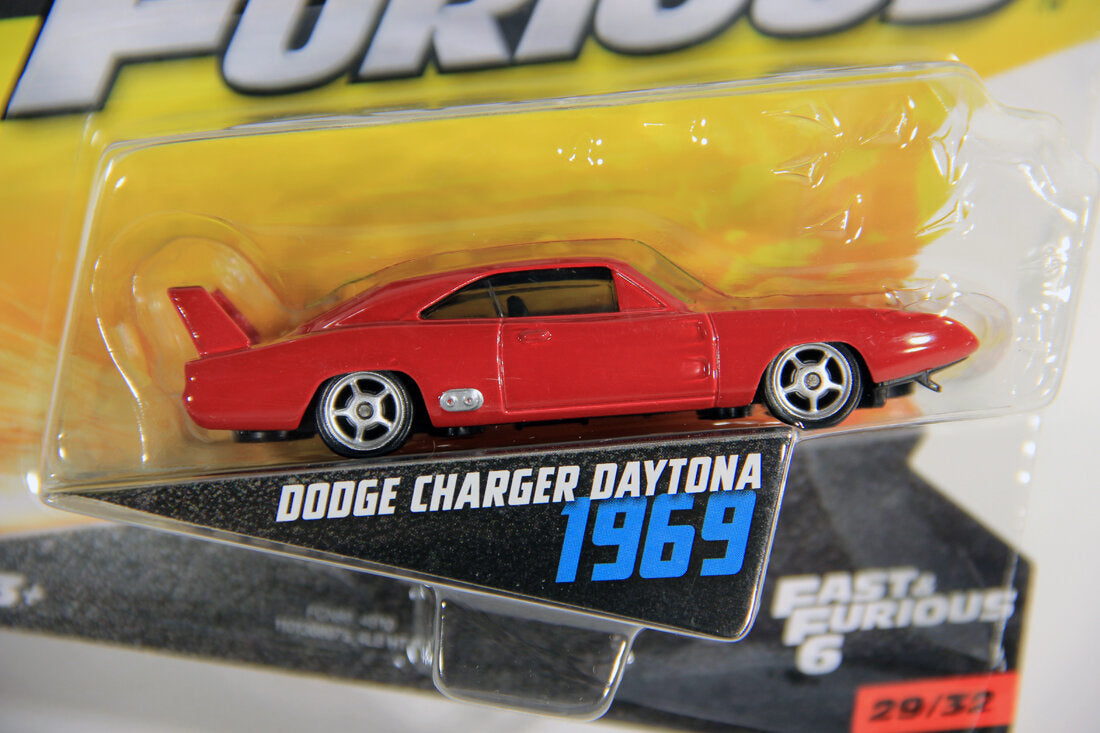 FURIOUS
DODGE CHARGER DAYTONA
1969
FAST &
FURIOUS
6
29/32